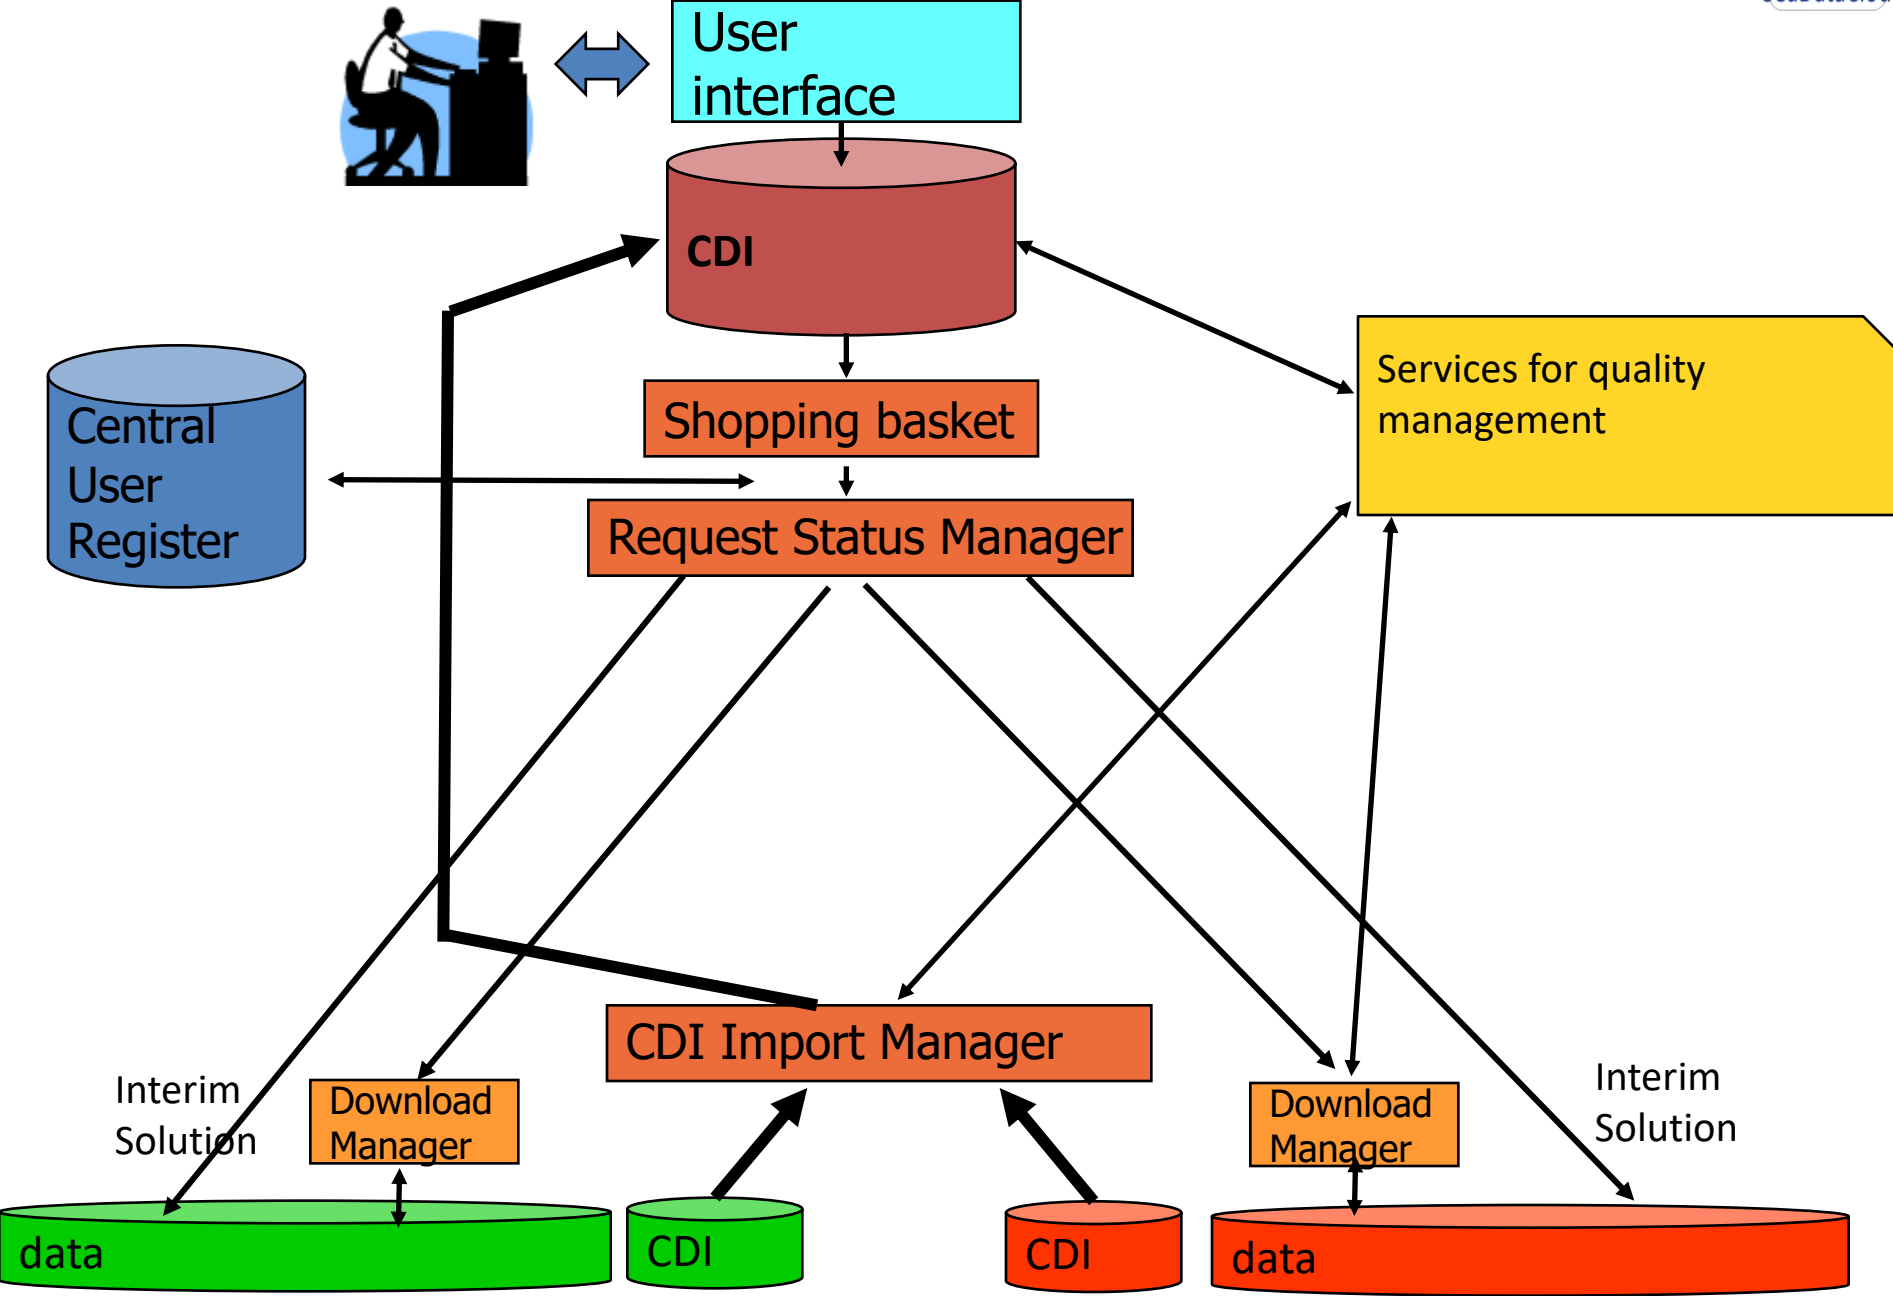 User
interface
CDI
Services for quality
management
Central
User
Register
Shopping basket
Request Status Manager
CDI Import Manager
Interim
Solution
Download
Manager
Download
Manager
Interim
Solution
data
CDI
CDI
data